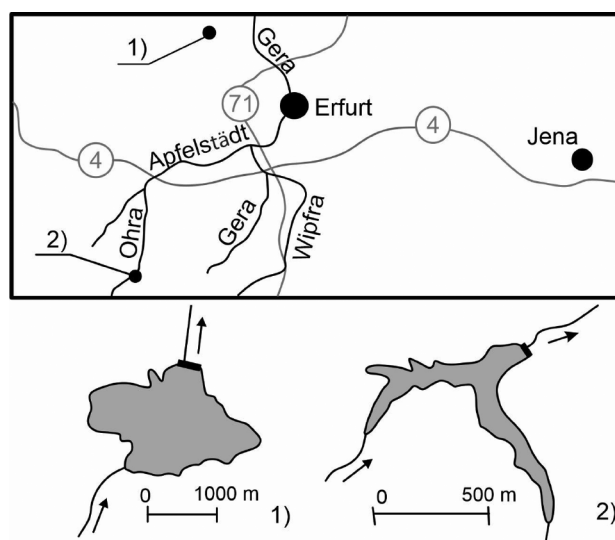 1)
Gera
71
Erfurt
4
Jena
Apfelstädt
4
Ohra
Gera
Wipfra
2)
0 1000 m
1)
0 500 m
2)